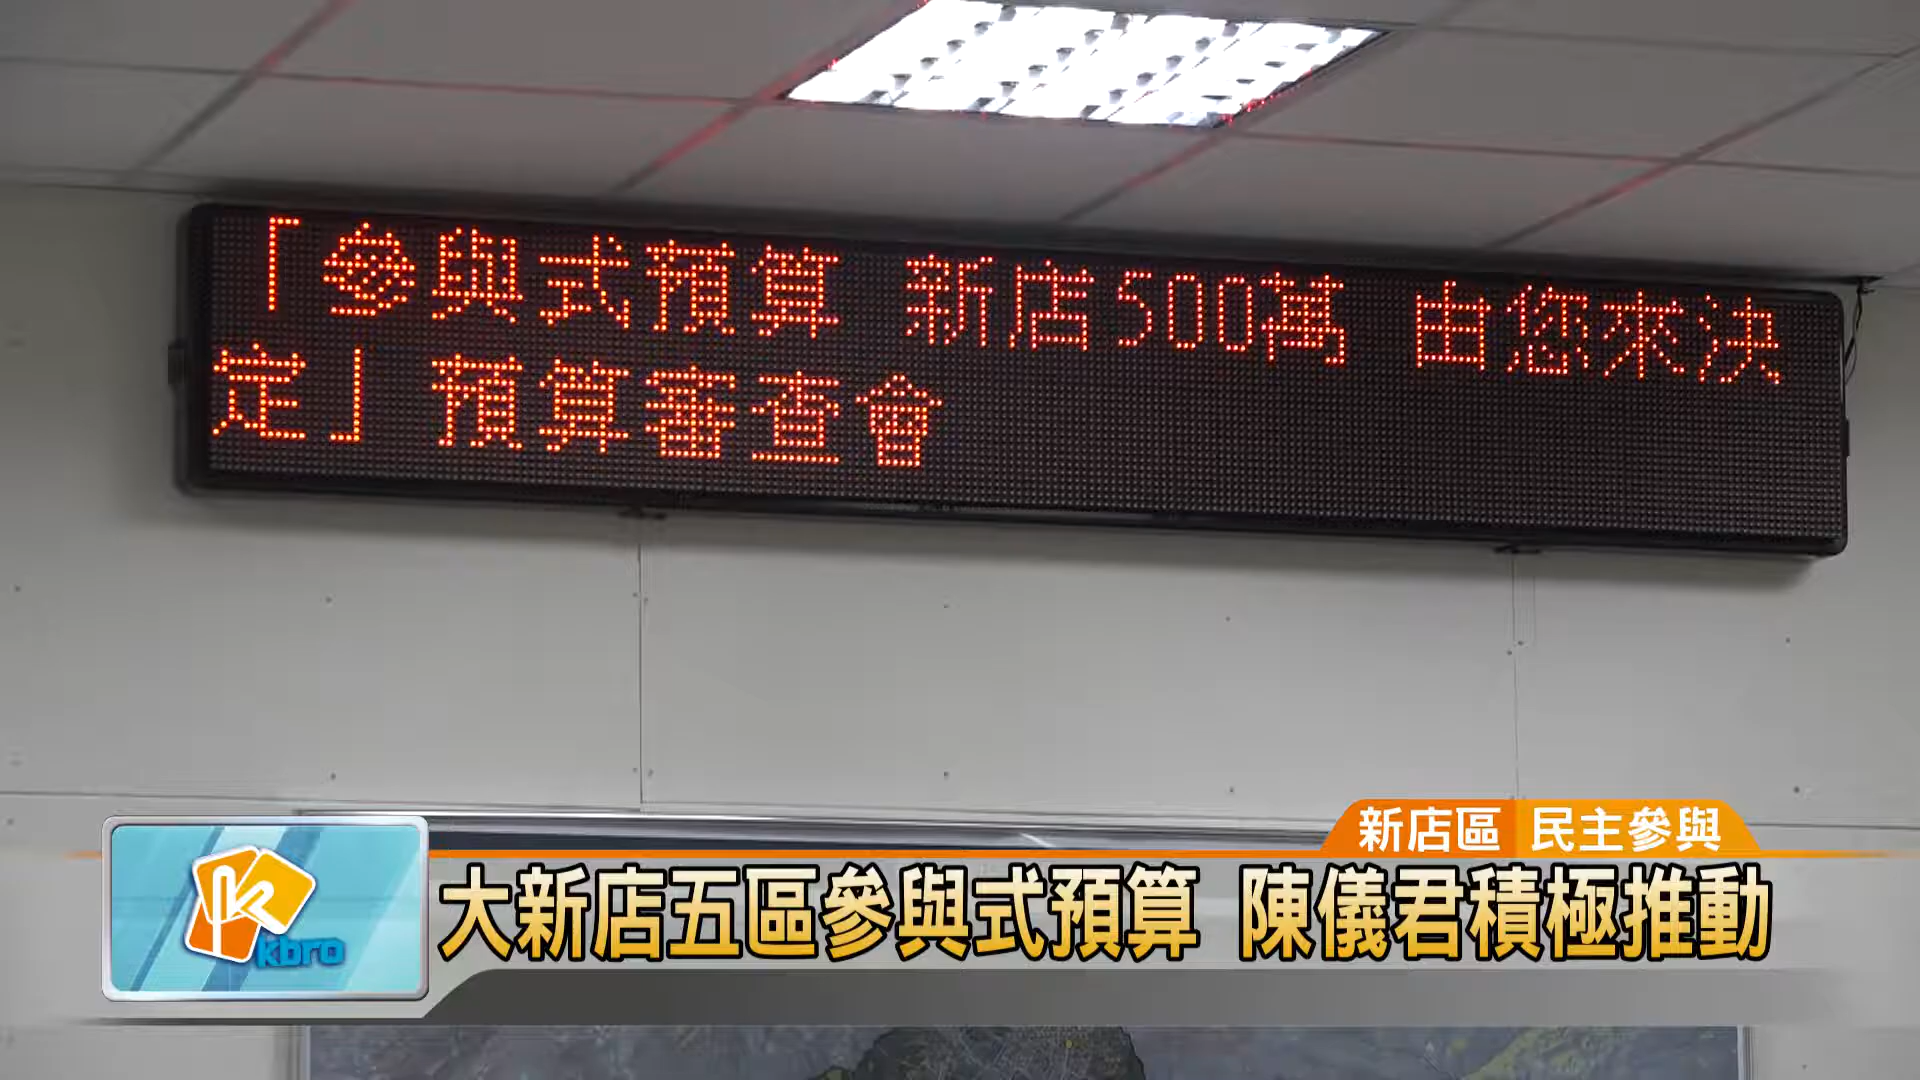 「參與式預算 新店500萬 由您來決
定」預算審查會
新店區 民主參與
大新店五區參與式預算 陳儀君積極推動
kbro